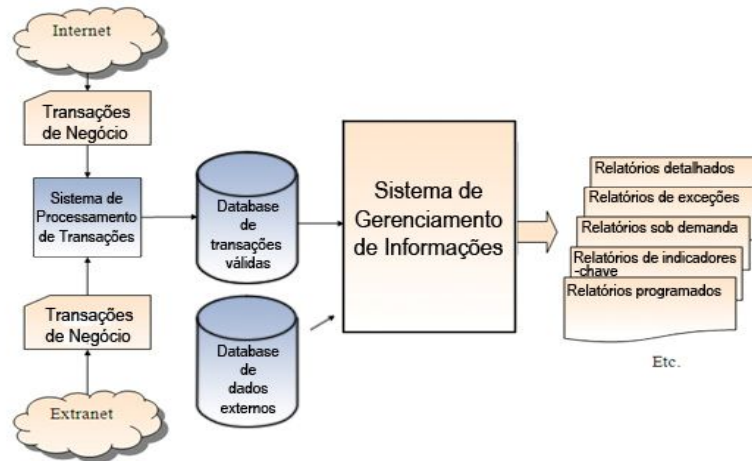 Internet
Transações
de Negócio
Sistema de
Processamento
de Transações
Transações
de Negócio
Extranet
Database
de
transações
válidas
Database
de
dados
externos
Sistema de
Gerenciamento
de Informações
Relatórios detalhados
Relatórios de exceções
Relatórios sob demanda
Relatórios de indicadores
-chave
Relatórios programados
Etc.